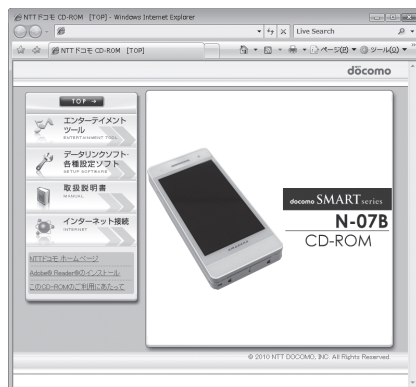 NTTドコモ CD-ROM [TOP] - Windows Internet Explorer
Live Search
NTTドコモ CD-ROM [TOP]
ページ(P) ツール(O)
döcomo
TOP →
エンターテイメント
ツール
ENTERTAINMENT TOOL
データリンクソフト・
各種設定ソフト
SETUP SOFTWARE
取扱説明書
MANUAL
インターネット接続
INTERNET
NTTドコモ ホームページ
Adobe® Reader®のインストール
このCD-ROMのご利用にあたって
docomo SMART series
N-07B
CD-ROM
© 2010 NTT DOCOMO, INC. All Rights Reserved.